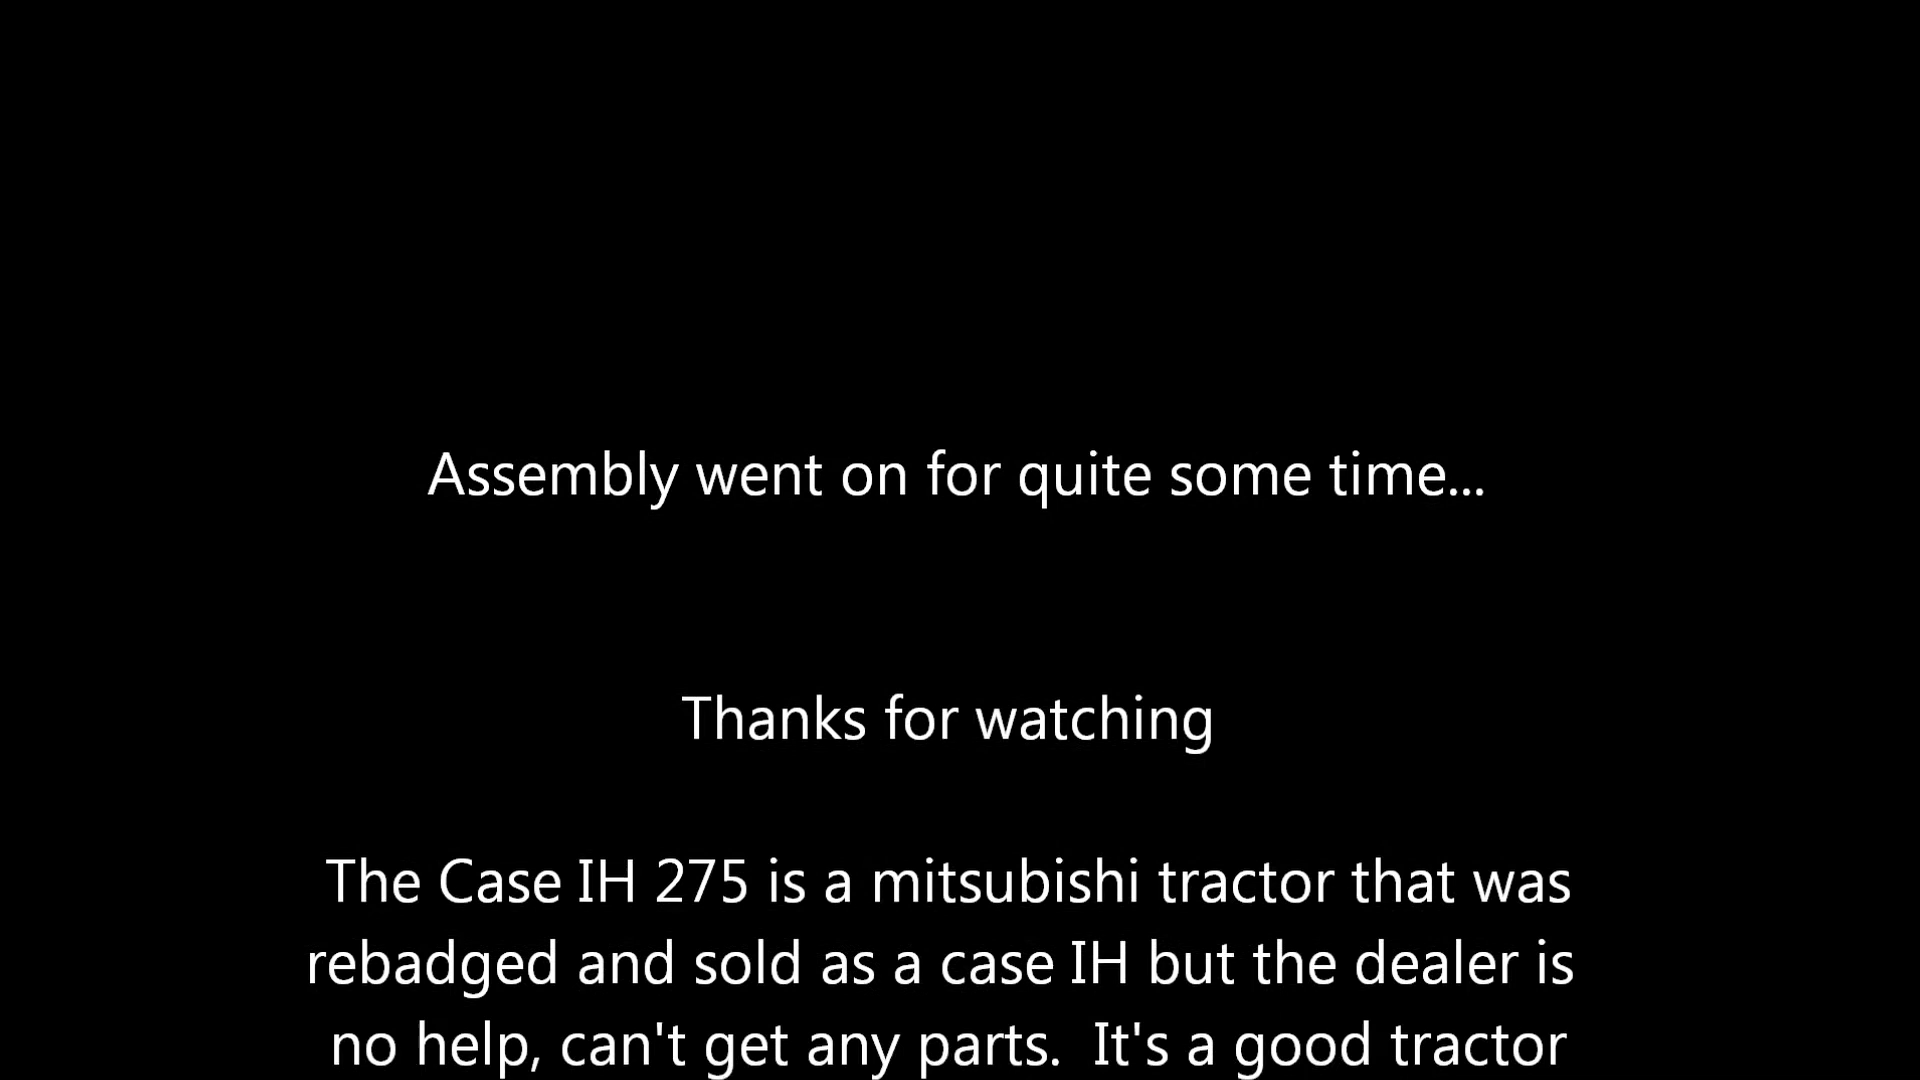 Assembly went on for quite some time...
Thanks for watching
The Case IH 275 is a mitsubishi tractor that was
rebadged and sold as a case IH but the dealer is
no help, can't get any parts.  It's a good tractor